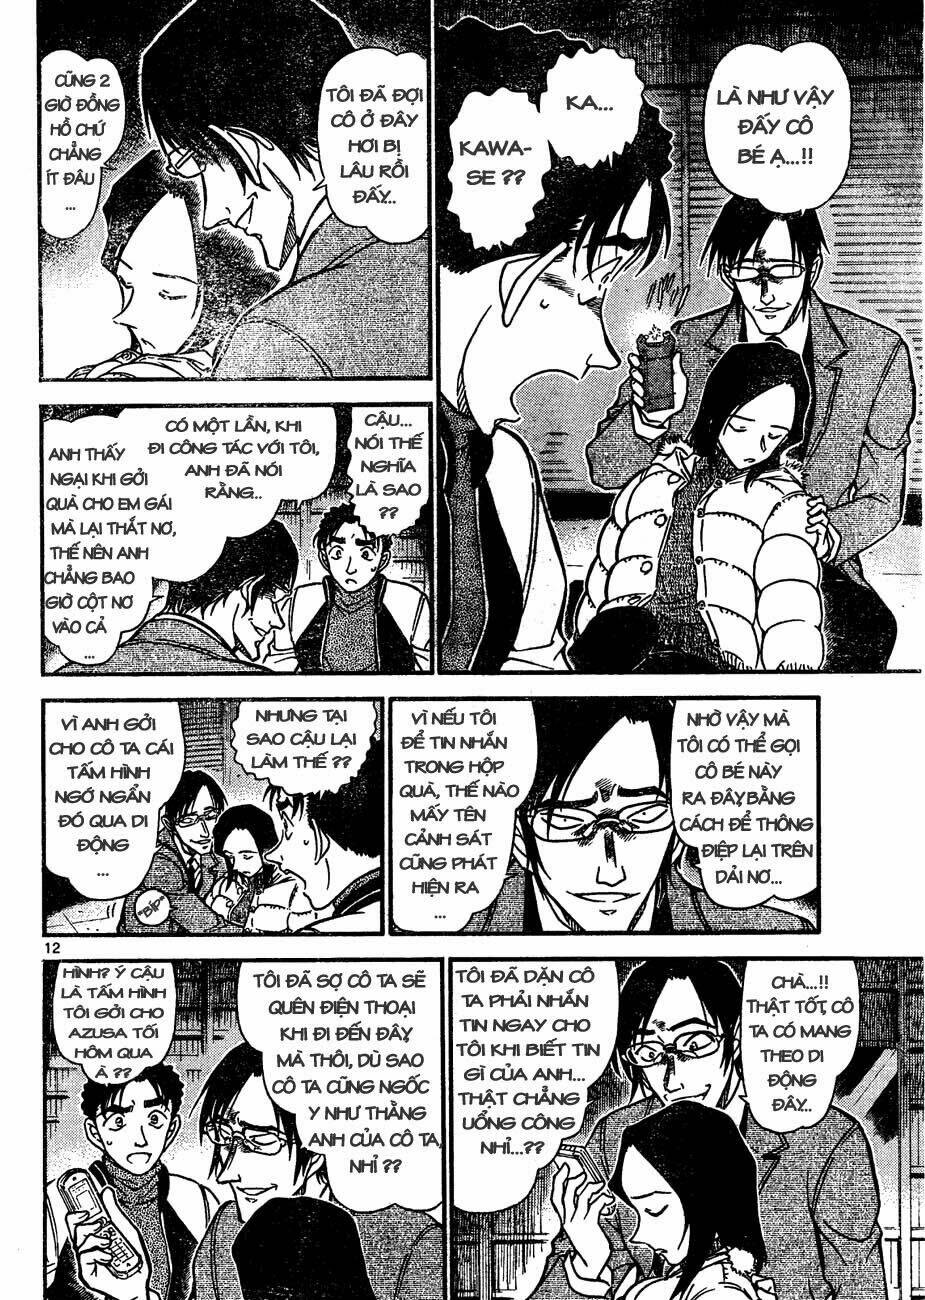 LÀ NHƯ VẬY
ĐẤY CÔ
BÉ Ạ...!!
KA...
KAWA-
SE ??
TÔI ĐÃ ĐỢI
CÔ Ở ĐÂY
HƠI BỊ
LÂU RỒI
ĐẤY...
CŨNG 2
GIỜ ĐỒNG
HỒ CHỨ
CHẲNG
ÍT ĐÂU
...
CẬU...
NÓI THẾ
NGHĨA
LÀ SAO
??
CÓ MỘT LẦN, KHI
ĐI CÔNG TÁC VỚI TÔI,
ANH ĐÃ NÓI
RẰNG..
ANH THẤY
NGẠI KHI GỞI
QUÀ CHO EM GÁI
MÀ LẠI THẮT NƠ,
THẾ NÊN ANH
CHẲNG BAO
GIỜ CỘT NƠ
VÀO CẢ
...
NHỜ VẬY MÀ
TÔI CÓ THỂ GỌI
CÔ BÉ NÀY
RA ĐÂY, BẰNG
CÁCH ĐỂ THÔNG
ĐIỆP LẠI TRÊN
DẢI NƠ...
VÌ NẾU TÔI
ĐỂ TIN NHẮN
TRONG HỘP
QUÀ, THẾ NÀO
MẤY TÊN
CẢNH SÁT
CŨNG PHÁT
HIỆN RA
...
NHƯNG TẠI
SAO CẬU LẠI
LÀM THẾ ??
VÌ ANH GỞI
CHO CÔ TA CÁI
TẤM HÌNH
NGỚ NGẨN
ĐÓ QUA DI
ĐỘNG
...
*BÍP*
12
CHÀ...!!
THẬT TỐT, CÔ
TA CÓ MANG
THEO DI
ĐỘNG
ĐÂY...
TÔI ĐÃ DẶN CÔ
TA PHẢI NHẮN
TIN NGAY CHO
TÔI KHI BIẾT TIN
GÌ CỦA ANH...
THẬT CHẲNG
UỔNG CÔNG
NHỈ...??
TÔI ĐÃ SỢ CÔ TA SẼ
QUÊN ĐIỆN THOẠI
KHI ĐI ĐẾN ĐÂY,
MÀ THÔI, DÙ SAO
CÔ TA CŨNG NGỐC
Y NHƯ THẰNG
ANH CỦA CÔ TA,
NHỈ ??
HÌNH? Ý CẬU
LÀ TẤM HÌNH
TÔI GỞI CHO
AZUSA TỐI
HÔM QUA
À ??